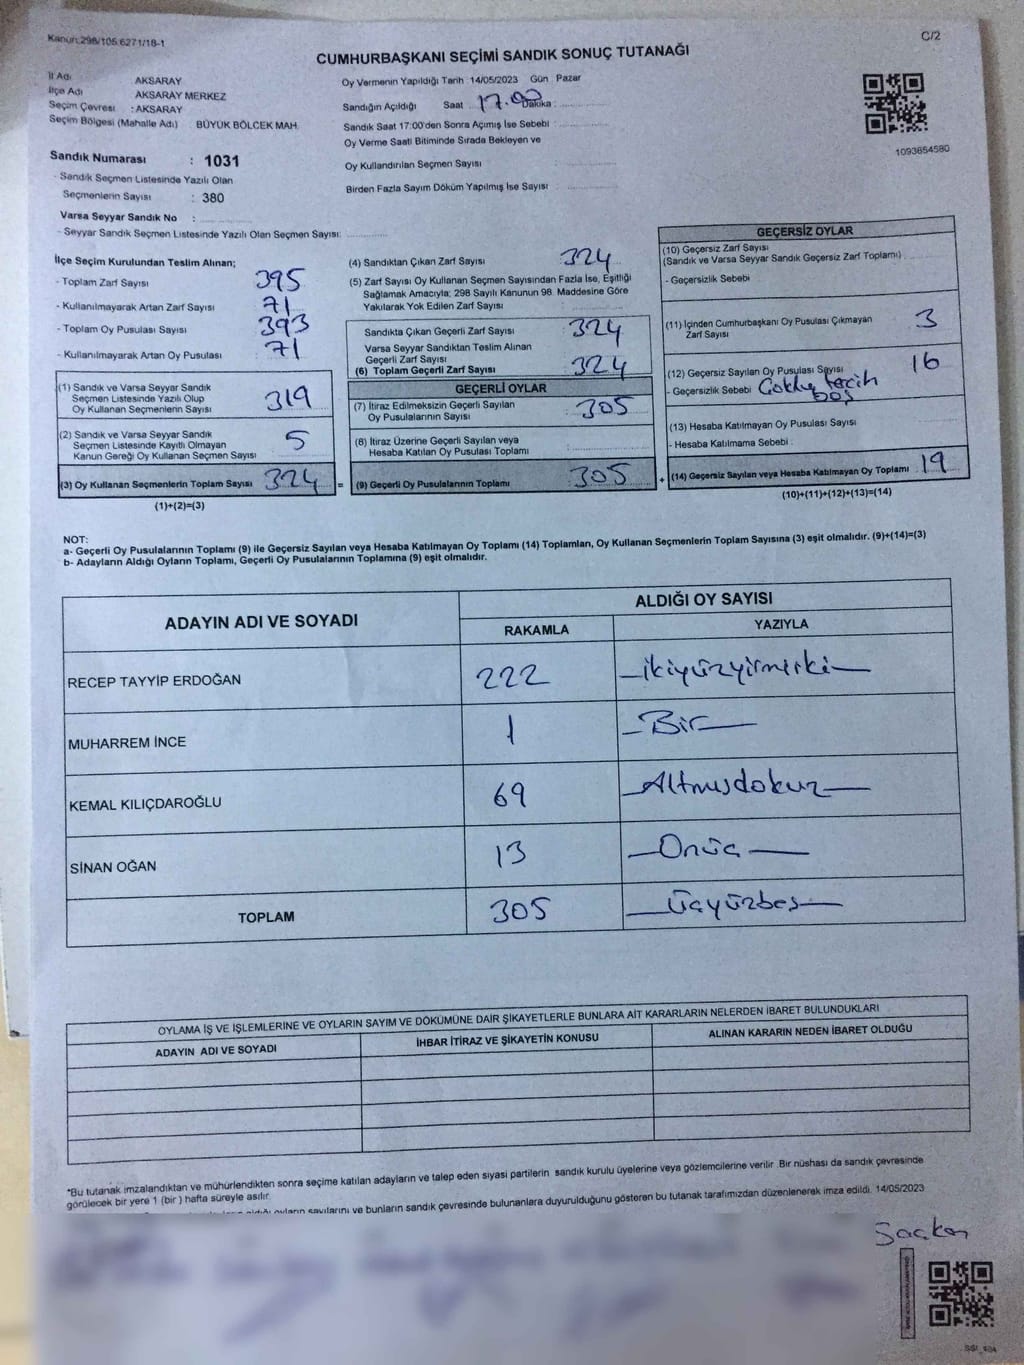 Kanun:298/105.6271/18-1
C/2
CUMHURBAŞKANI SEÇİMİ SANDIK SONUÇ TUTANAĞI
İl Adı AKSARAY
İlçe Adı AKSARAY MERKEZ
Seçim Çevresi : AKSARAY
Seçim Bölgesi (Mahalle Adı) BÜYÜK BÖLCEK MAH.
Sandık Numarası : 1031
- Sandık Seçmen Listesinde Yazılı Olan
Seçmenlerin Sayısı : 380
Varsa Seyyar Sandık No :
- Seyyar Sandık Seçmen Listesinde Yazılı Olan Seçmen Sayısı:
Oy Vermenin Yapıldığı Tarih 14/05/2023 Gün : Pazar
Sandığın Açıldığı Saat 17.00 Dakika :
Sandık Saat 17:00'den Sonra Açımış İse Sebebi :
Oy Verme Saati Bitiminde Sırada Bekleyen ve
Oy Kullandırılan Seçmen Sayısı :
Birden Fazla Sayım Döküm Yapılmış İse Sayısı :
1093654580
İlçe Seçim Kurulundan Teslim Alınan;
- Toplam Zarf Sayısı : 395
- Kullanılmayarak Artan Zarf Sayısı : 71
- Toplam Oy Pusulası Sayısı : 393
- Kullanılmayarak Artan Oy Pusulası : 71
(1) Sandık ve Varsa Seyyar Sandık
Seçmen Listesinde Yazılı Olup
Oy Kullanan Seçmenlerin Sayısı : 319
(2) Sandık ve Varsa Seyyar Sandık
Seçmen Listesinde Kayıtlı Olmayan
Kanun Gereği Oy Kullanan Seçmen Sayısı : 5
(3) Oy Kullanan Seçmenlerin Toplam Sayısı : 324
(1)+(2)=(3)
=
(4) Sandıktan Çıkan Zarf Sayısı : 324
(5) Zarf Sayısı Oy Kullanan Seçmen Sayısından Fazla İse, Eşitliği
Sağlamak Amacıyla; 298 Sayılı Kanunun 98. Maddesine Göre
Yakılarak Yok Edilen Zarf Sayısı :
Sandıkta Çıkan Geçerli Zarf Sayısı : 324
Varsa Seyyar Sandıktan Teslim Alınan
Geçerli Zarf Sayısı :
(6) Toplam Geçerli Zarf Sayısı : 324
GEÇERLİ OYLAR
(7) İtiraz Edilmeksizin Geçerli Sayılan
Oy Pusulalarının Sayısı : 305
(8) İtiraz Üzerine Geçerli Sayılan veya
Hesaba Katılan Oy Pusulası Toplamı :
(9) Geçerli Oy Pusulalarının Toplamı : 305
+
GEÇERSİZ OYLAR
(10) Geçersiz Zarf Sayısı
(Sandık ve Varsa Seyyar Sandık Geçersiz Zarf Toplamı) :
- Geçersizlik Sebebi :
(11) İçinden Cumhurbaşkanı Oy Pusulası Çıkmayan
Zarf Sayısı : 3
(12) Geçersiz Sayılan Oy Pusulası Sayısı : 16
- Geçersizlik Sebebi : Çoklu tercih
boş
(13) Hesaba Katılmayan Oy Pusulası Sayısı :
- Hesaba Katılmama Sebebi :
(14) Geçersiz Sayılan veya Hesaba Katılmayan Oy Toplamı : 19
(10)+(11)+(12)+(13)=(14)
NOT:
a- Geçerli Oy Pusulalarının Toplamı (9) ile Geçersiz Sayılan veya Hesaba Katılmayan Oy Toplamı (14) Toplamları, Oy Kullanan Seçmenlerin Toplam Sayısına (3) eşit olmalıdır. (9)+(14)=(3)
b- Adayların Aldığı Oyların Toplamı, Geçerli Oy Pusulalarının Toplamına (9) eşit olmalıdır.
ADAYIN ADI VE SOYADI
ALDIĞI OY SAYISI
RAKAMLA YAZIYLA
RECEP TAYYİP ERDOĞAN 222 ikiyüzyirmiki
MUHARREM İNCE 1 Bir
KEMAL KILIÇDAROĞLU 69 Altmışdokuz
SİNAN OĞAN 13 Onüç
TOPLAM 305 üçyüzbeş
OYLAMA İŞ VE İŞLEMLERİNE VE OYLARIN SAYIM VE DÖKÜMÜNE DAİR ŞİKAYETLERLE BUNLARA AİT KARARLARIN NELERDEN İBARET BULUNDUKLARI
ADAYIN ADI VE SOYADI İHBAR İTİRAZ VE ŞİKAYETİN KONUSU ALINAN KARARIN NEDEN İBARET OLDUĞU
*Bu tutanak imzalandıktan ve mühürlendikten sonra seçime katılan adayların ve talep eden siyasi partilerin sandık kurulu üyelerine veya gözlemcilerine verilir .Bir nüshası da sandık çevresinde
görülecek bir yere 1 (bir ) hafta süreyle asılır.
aldığı oyların sayılarını ve bunların sandık çevresinde bulunanlara duyurulduğunu gösteren bu tutanak tarafımızdan düzenlenerek imza edildi. 14/05/2023